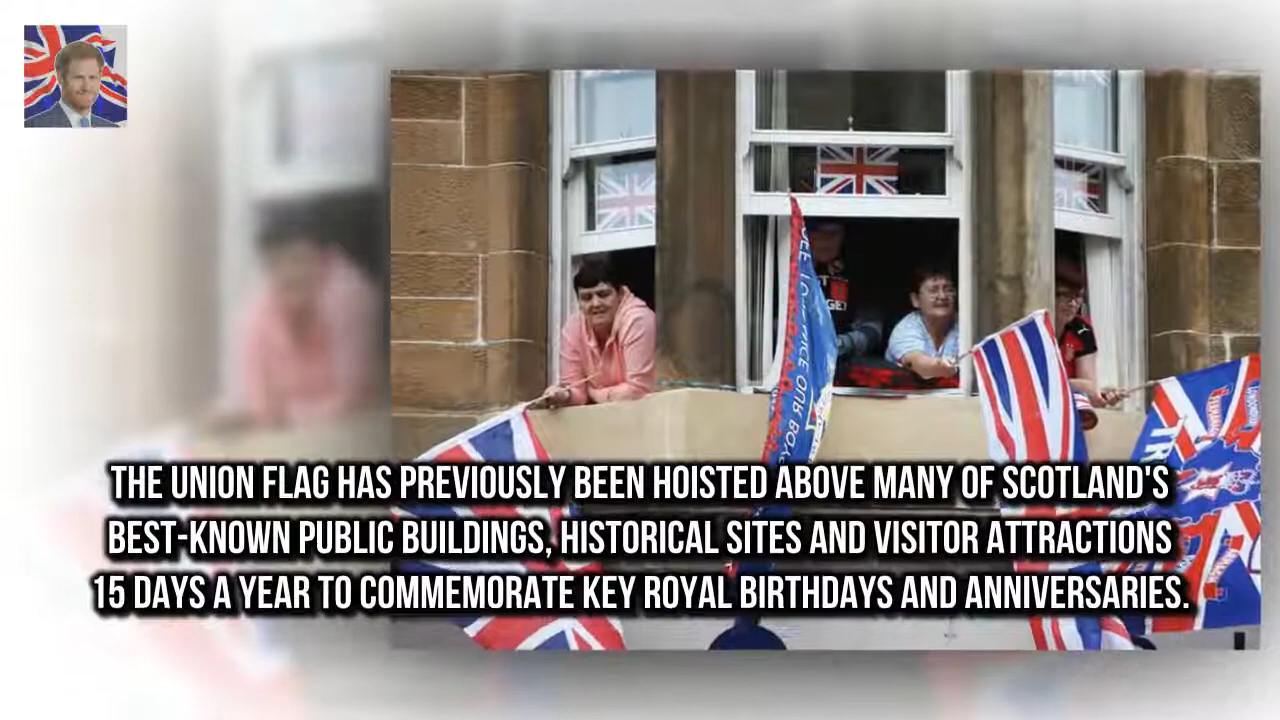 THE UNION FLAG HAS PREVIOUSLY BEEN HOISTED ABOVE MANY OF SCOTLAND'S
BEST-KNOWN PUBLIC BUILDINGS, HISTORICAL SITES AND VISITOR ATTRACTIONS
15 DAYS A YEAR TO COMMEMORATE KEY ROYAL BIRTHDAYS AND ANNIVERSARIES.